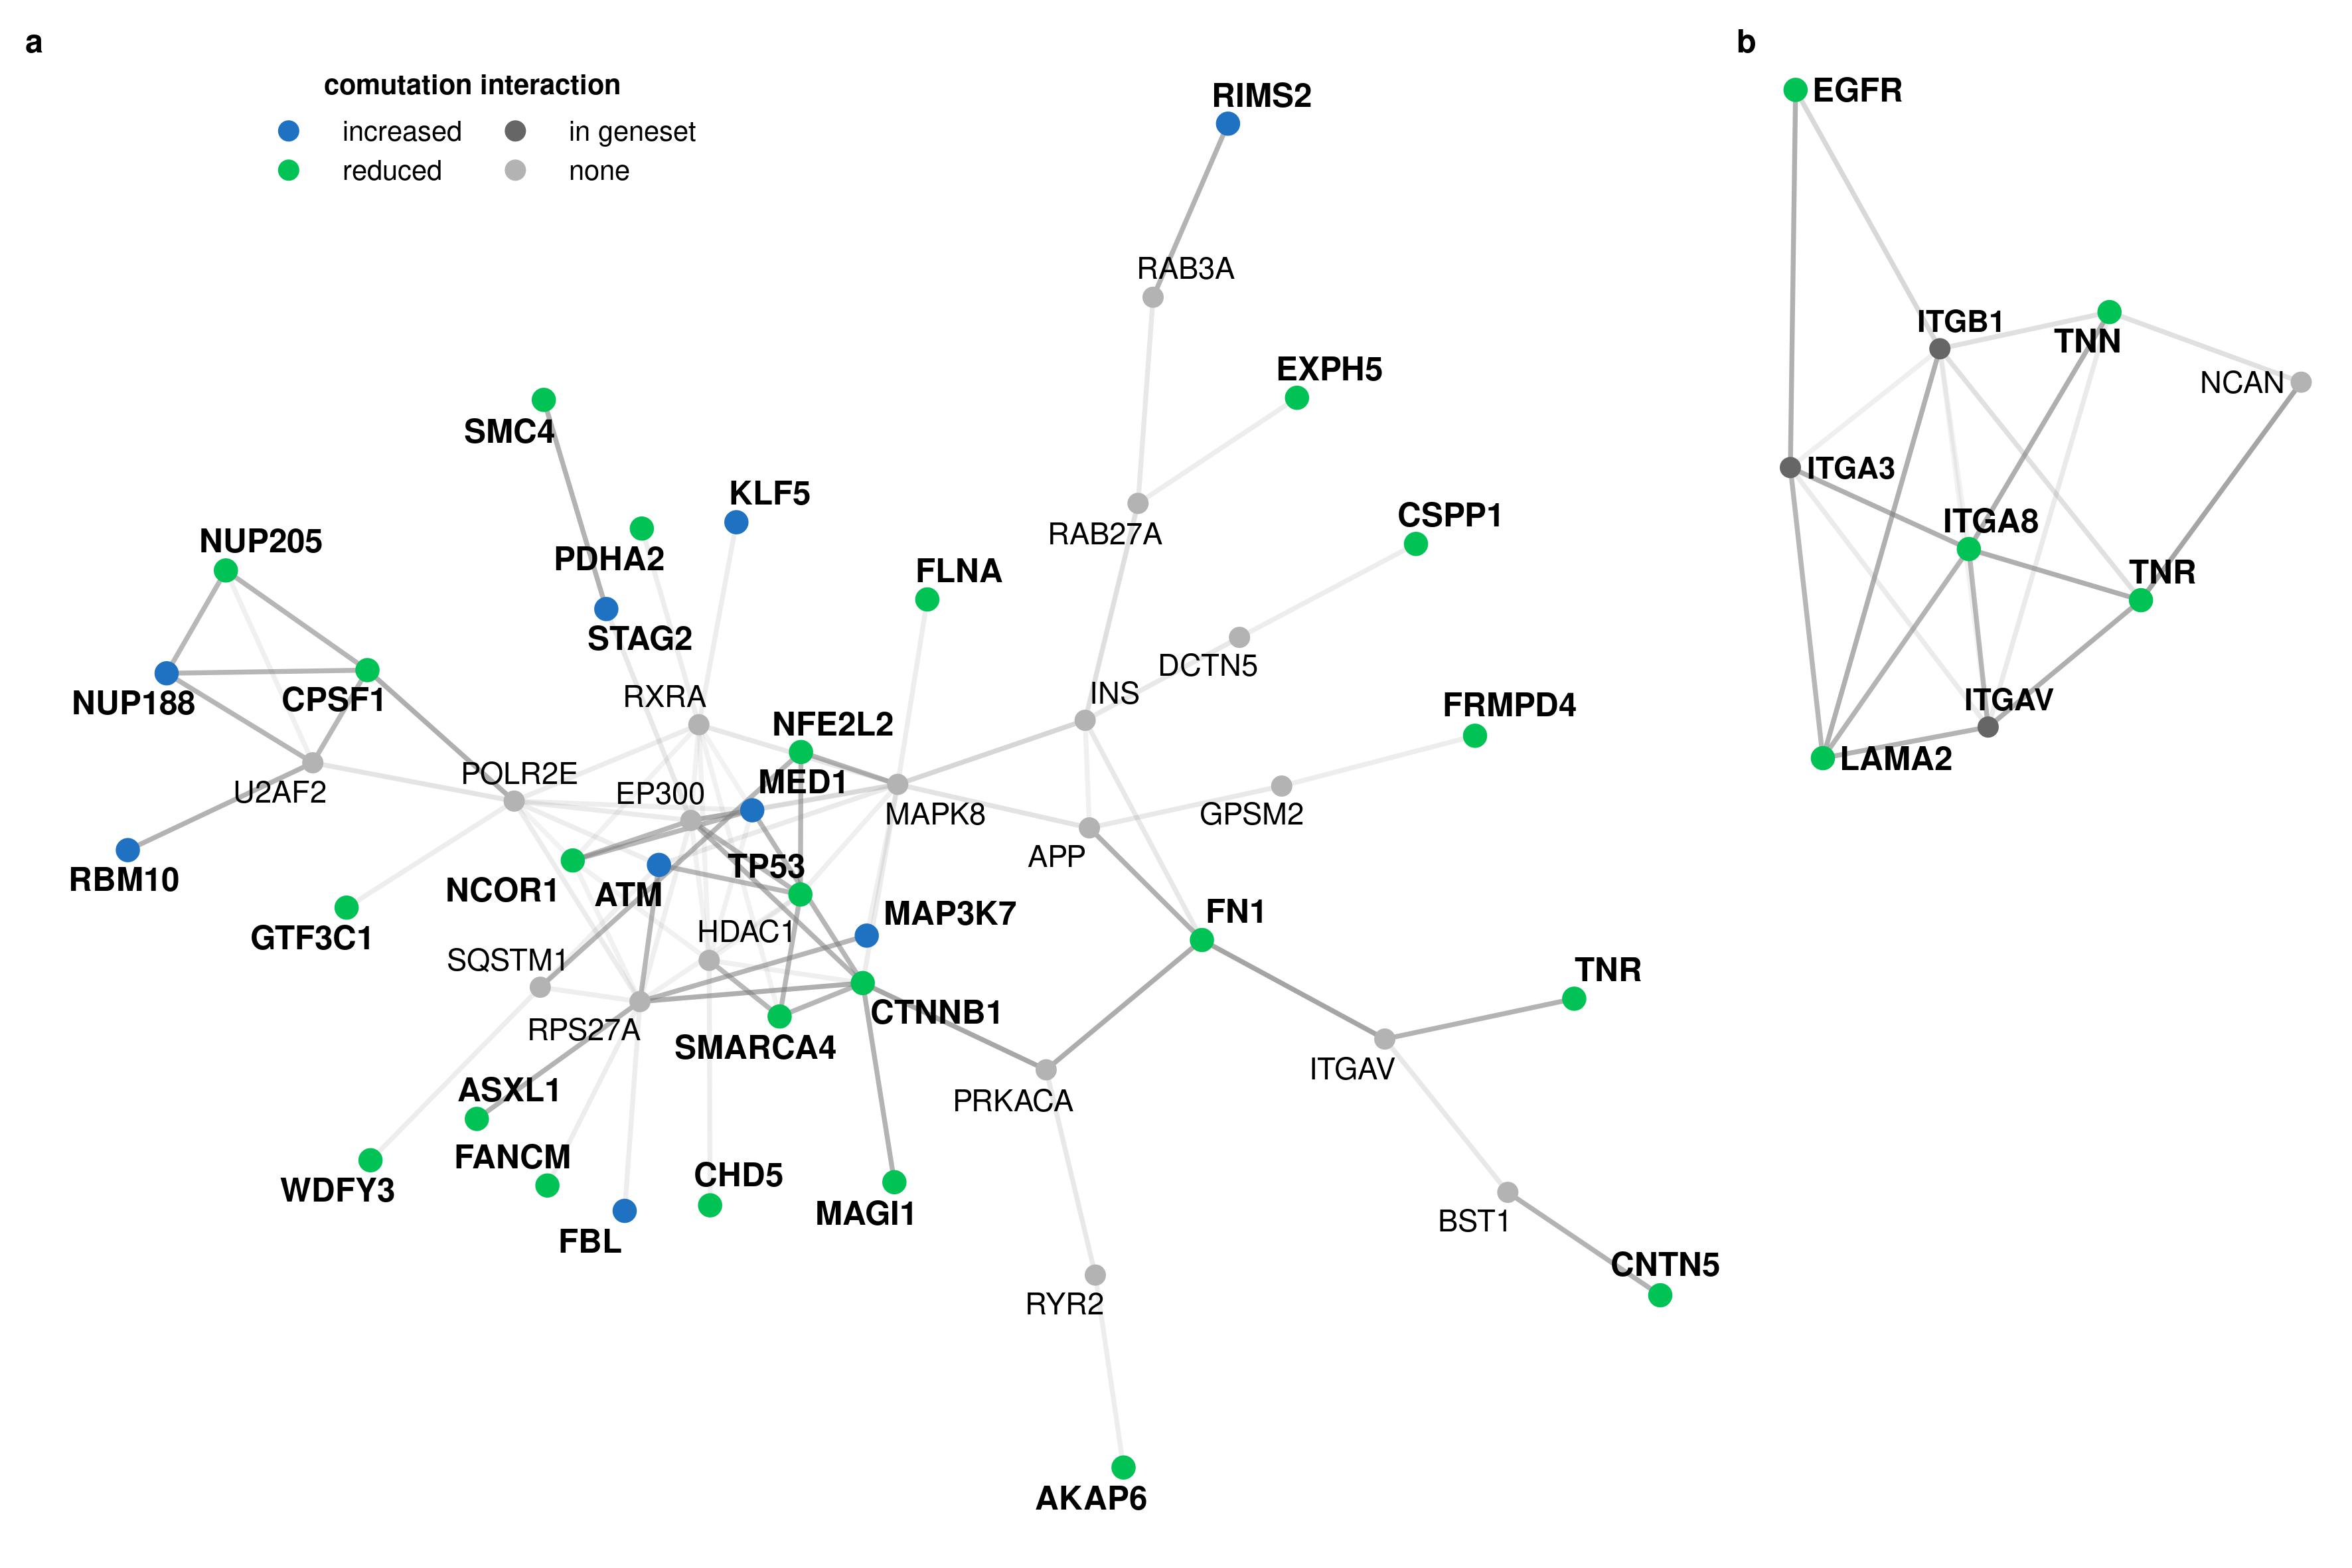 a
b
comutation interaction
increased
in geneset
reduced
none
RIMS2
EGFR
RAB3A
ITGB1
TNN
NCAN
EXPH5
SMC4
KLF5
ITGA3
CSPP1
RAB27A
ITGA8
NUP205
PDHA2
FLNA
TNR
STAG2
DCTN5
RXRA
INS
NUP188
CPSF1
ITGAV
FRMPD4
NFE2L2
LAMA2
POLR2E
MED1
U2AF2
EP300
MAPK8
GPSM2
APP
TP53
RBM10
NCOR1
ATM
FN1
MAP3K7
GTF3C1
HDAC1
SQSTM1
TNR
CTNNB1
RPS27A
SMARCA4
ITGAV
ASXL1
PRKACA
FANCM
CHD5
WDFY3
MAGI1
BST1
FBL
CNTN5
RYR2
AKAP6